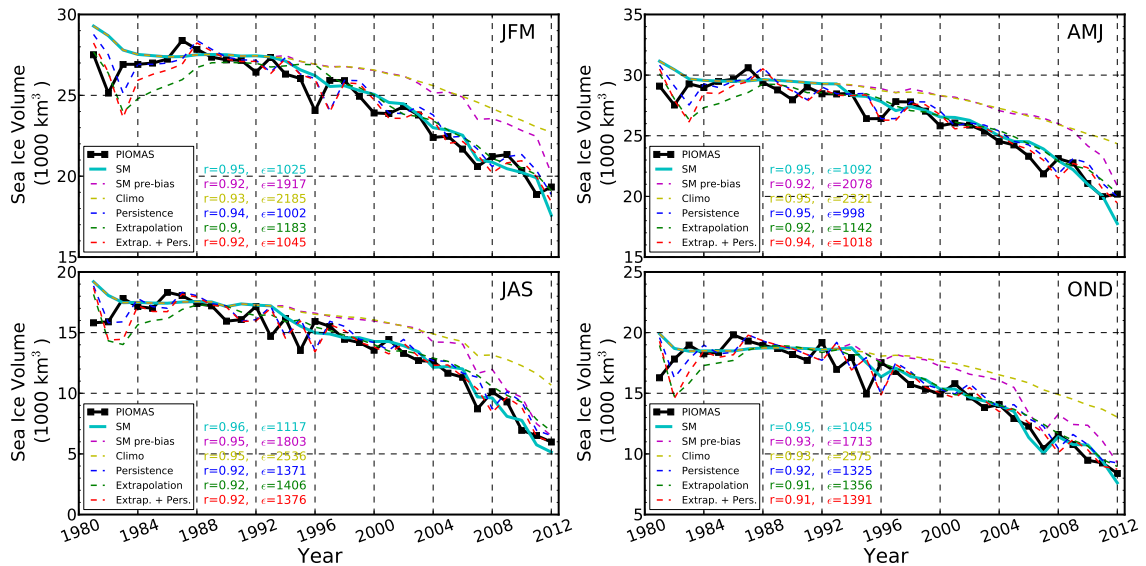 JFM
30
25
20
15
Sea Ice Volume
(1000 km³)
PIOMAS
SM r=0.95, ϵ=1025
SM pre-bias r=0.92, ϵ=1917
Climo r=0.93, ϵ=2185
Persistence r=0.94, ϵ=1002
Extrapolation r=0.9, ϵ=1183
Extrap. + Pers. r=0.92, ϵ=1045
AMJ
35
30
25
20
15
Sea Ice Volume
(1000 km³)
PIOMAS
SM r=0.95, ϵ=1092
SM pre-bias r=0.92, ϵ=2078
Climo r=0.95, ϵ=2321
Persistence r=0.95, ϵ=998
Extrapolation r=0.92, ϵ=1142
Extrap. + Pers. r=0.94, ϵ=1018
JAS
20
15
10
5
0
Sea Ice Volume
(1000 km³)
PIOMAS
SM r=0.96, ϵ=1117
SM pre-bias r=0.95, ϵ=1803
Climo r=0.95, ϵ=2536
Persistence r=0.92, ϵ=1371
Extrapolation r=0.92, ϵ=1406
Extrap. + Pers. r=0.92, ϵ=1376
1980 1984 1988 1992 1996 2000 2004 2008 2012
Year
OND
25
20
15
10
5
Sea Ice Volume
(1000 km³)
PIOMAS
SM r=0.95, ϵ=1045
SM pre-bias r=0.93, ϵ=1713
Climo r=0.93, ϵ=2575
Persistence r=0.92, ϵ=1325
Extrapolation r=0.91, ϵ=1356
Extrap. + Pers. r=0.91, ϵ=1391
1980 1984 1988 1992 1996 2000 2004 2008 2012
Year